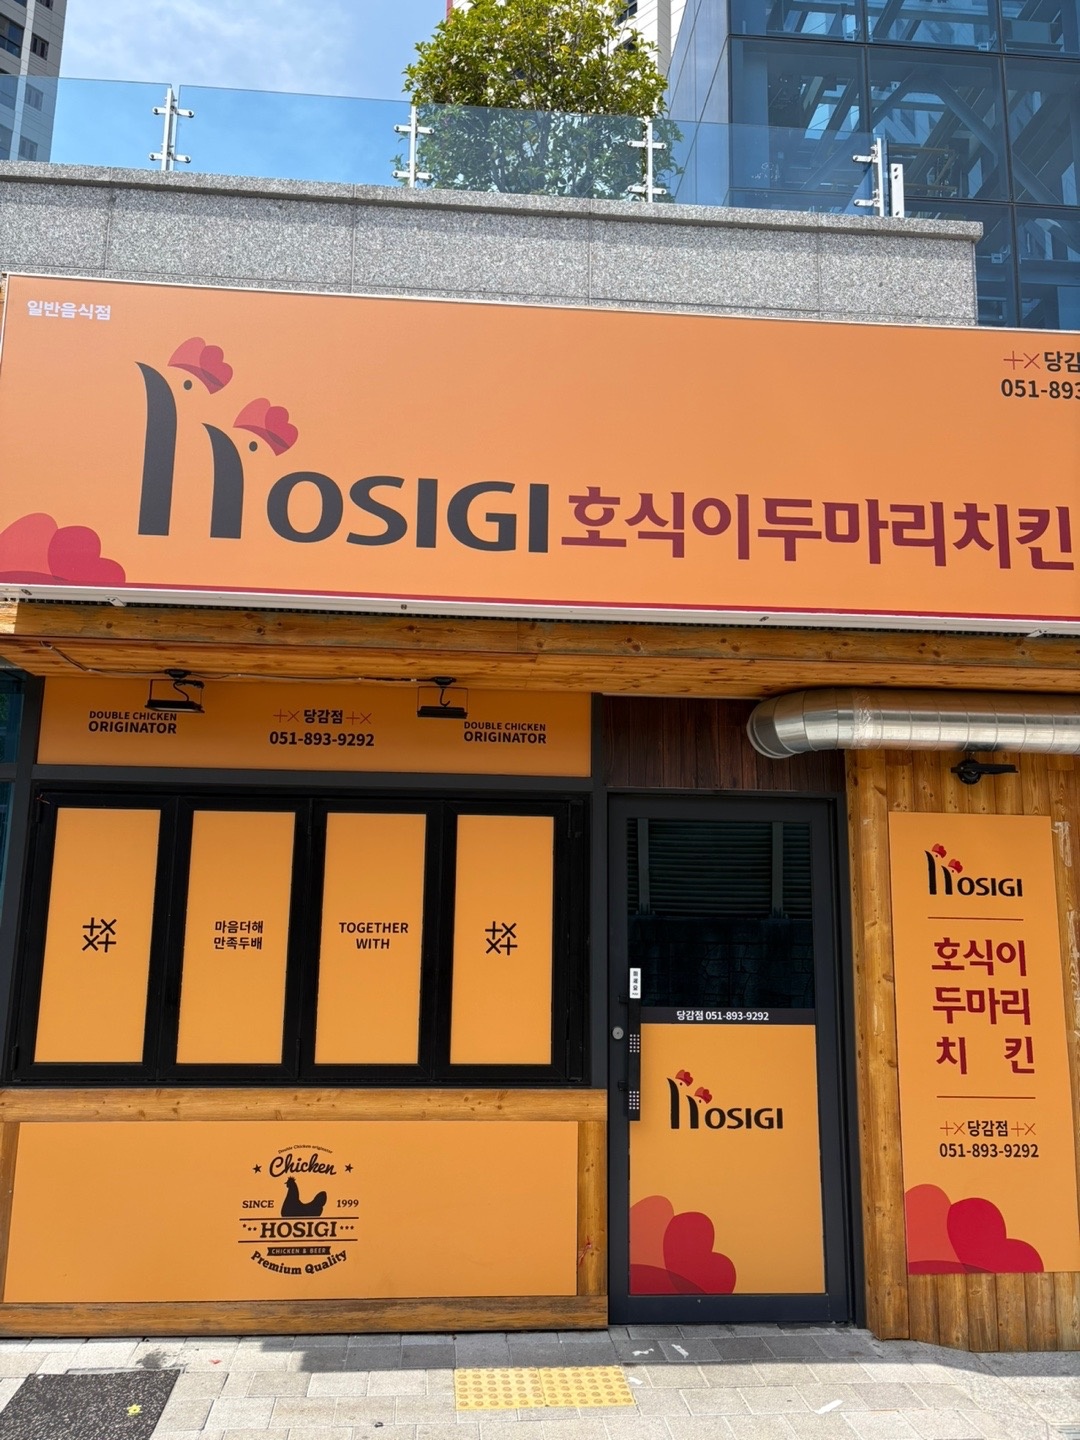 일반음식점
당감
051-893
HOSIGI 호식이두마리치킨
DOUBLE CHICKEN
ORIGINATOR
당감점
051-893-9292
DOUBLE CHICKEN
ORIGINATOR
마음더해
만족두배
TOGETHER
WITH
당감점 051-893-9292
HOSIGI
HOSIGI
호식이
두마리
치 킨
당감점
051-893-9292
Double Chicken originator
Chicken
SINCE 1999
HOSIGI
CHICKEN & BEER
Premium Quality